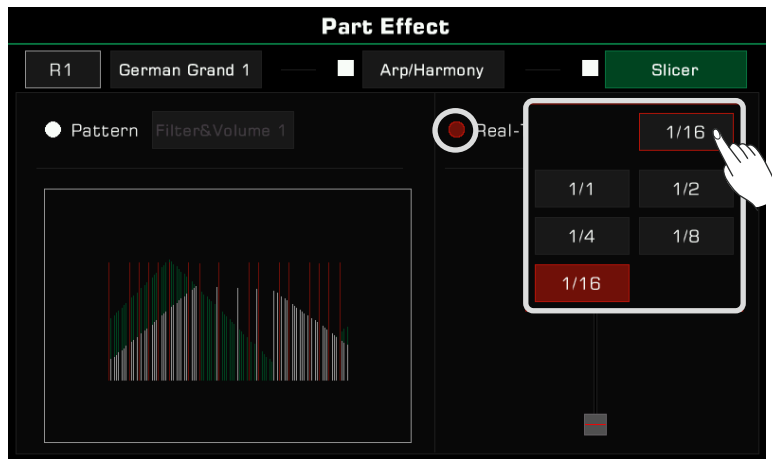 Part Effect
R1 German Grand 1 Arp/Harmony Slicer
Pattern Filter&Volume 1 Real-
1/16
1/1 1/2
1/4 1/8
1/16